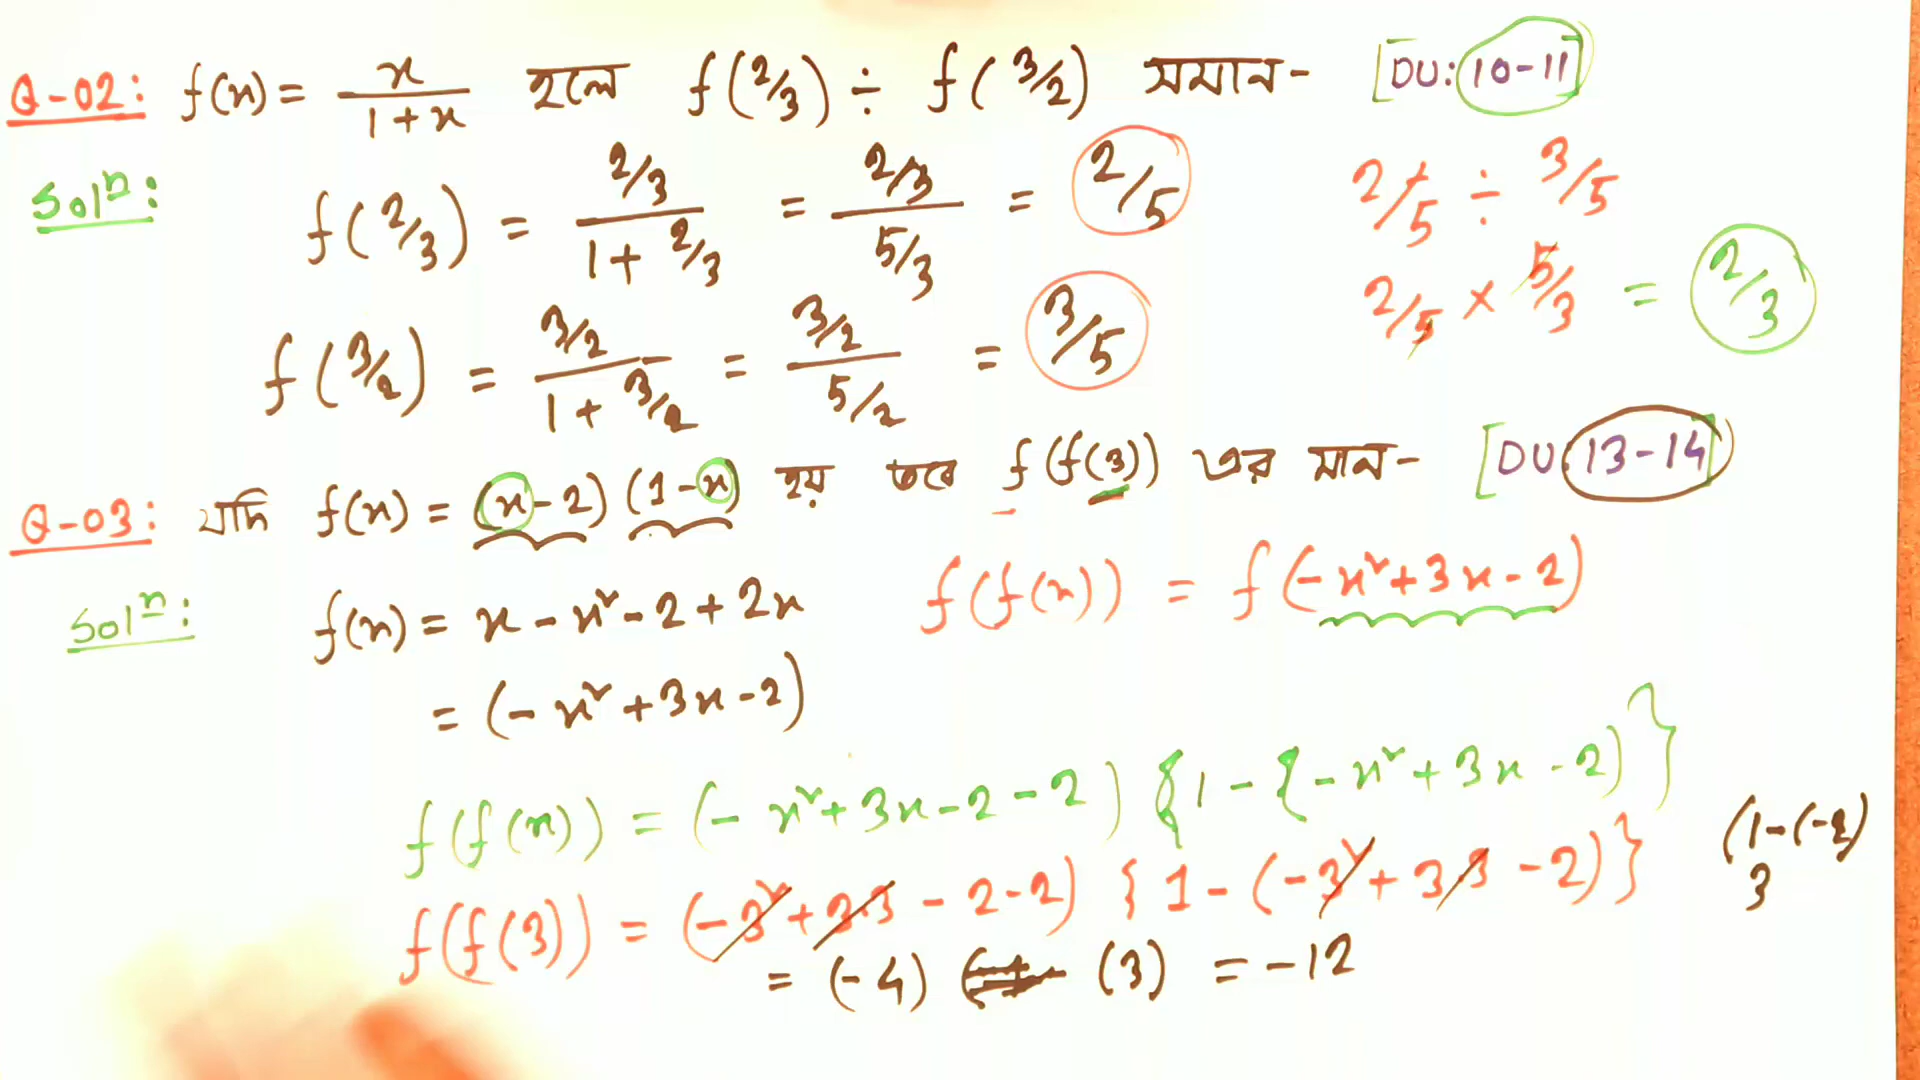 Q-02: f(x) = x/(1+x) হলে f(2/3) ÷ f(3/2) সমান- [DU: 10-11]
Solⁿ: f(2/3) = (2/3)/(1+2/3) = (2/3)/(5/3) = 2/5
2/5 ÷ 3/5
2/5 × 5/3 = 2/3
f(3/2) = (3/2)/(1+3/2) = (3/2)/(5/2) = 3/5
Q-03: যদি f(x) = (x-2) (1-x) হয় তবে f(f(3)) এর মান- [DU: 13-14]
Solⁿ: f(x) = x - x² - 2 + 2x
= (-x² + 3x - 2)
f(f(x)) = f(-x² + 3x - 2)
f(f(x)) = (-x² + 3x - 2 - 2) {1 - {-x² + 3x - 2)}
f(f(3)) = (-3² + 3.3 - 2 - 2) {1 - (-3² + 3.3 - 2)}
(1-(-2)
3
= (-4) (3) = -12